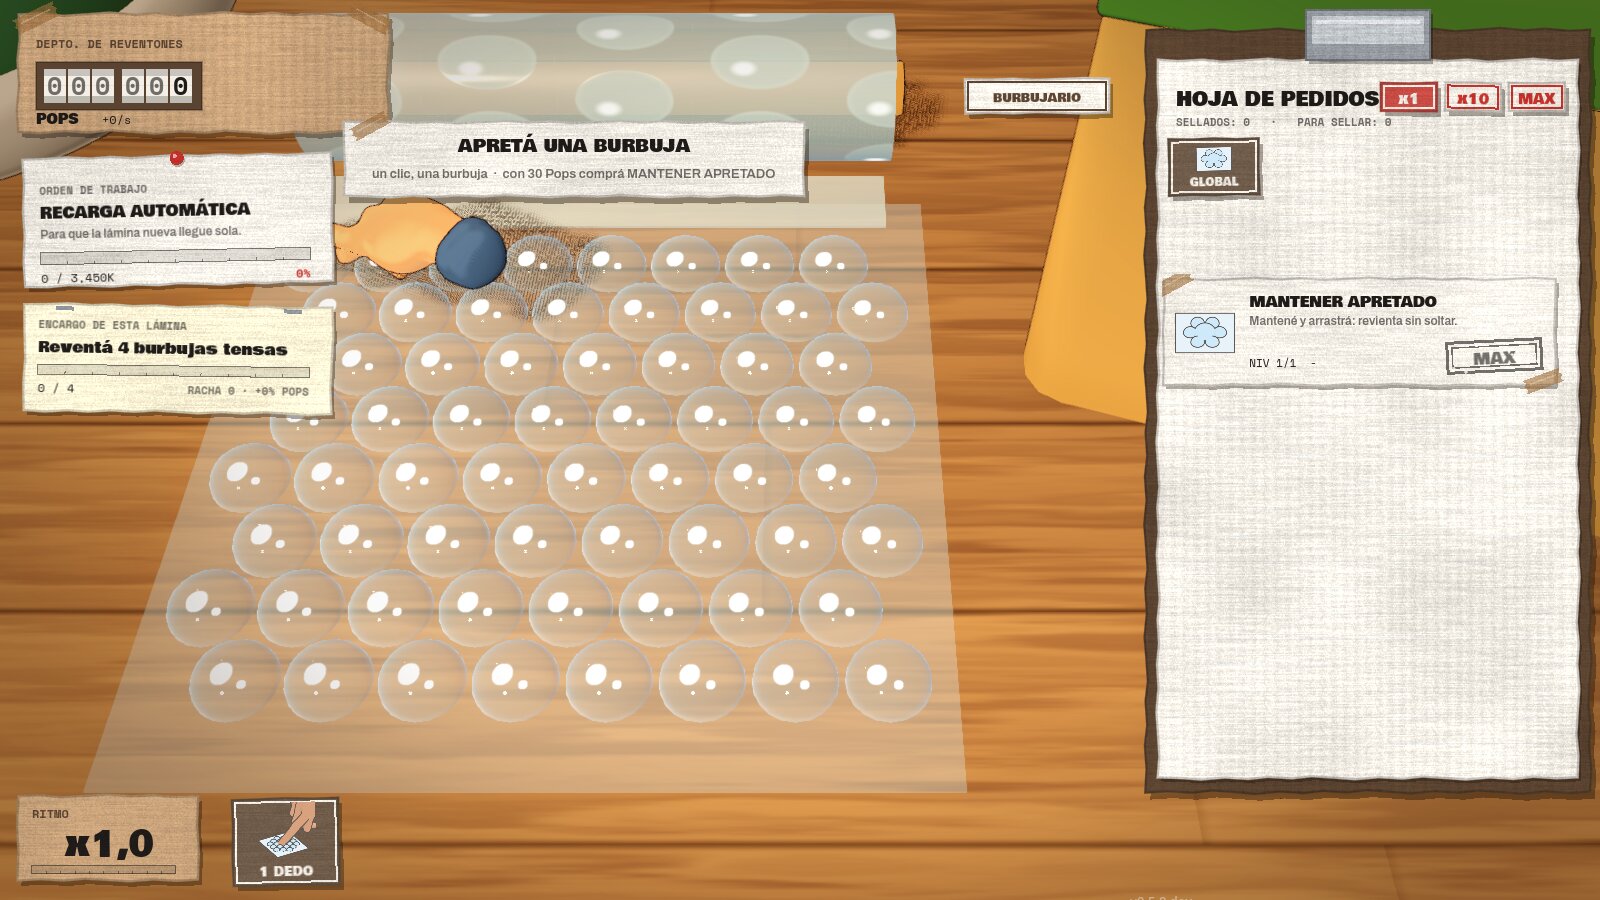 DEPTO. DE REVENTONES
000000
POPS +0/s
ORDEN DE TRABAJO
RECARGA AUTOMÁTICA
Para que la lámina nueva llegue sola.
0 / 3.450K 0%
ENCARGO DE ESTA LÁMINA
Reventá 4 burbujas tensas
0 / 4 RACHA 0 · +0% POPS
APRETÁ UNA BURBUJA
un clic, una burbuja · con 30 Pops comprá MANTENER APRETADO
BURBUJARIO
HOJA DE PEDIDOS x1 x10 MAX
SELLADOS: 0 · PARA SELLAR: 0
GLOBAL
MANTENER APRETADO
Mantené y arrastrá: revienta sin soltar.
NIV 1/1 -
MAX
RITMO
x1,0
1 DEDO